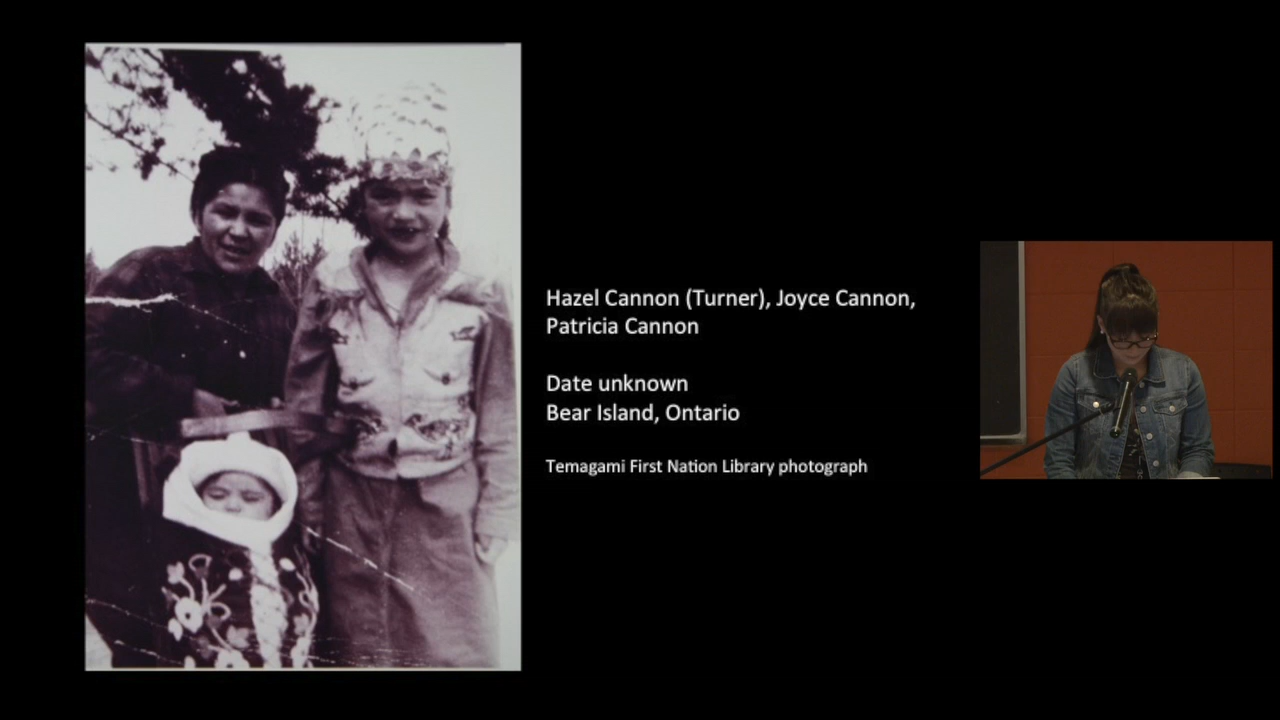 Hazel Cannon (Turner), Joyce Cannon,
Patricia Cannon
Date unknown
Bear Island, Ontario
Temagami First Nation Library photograph